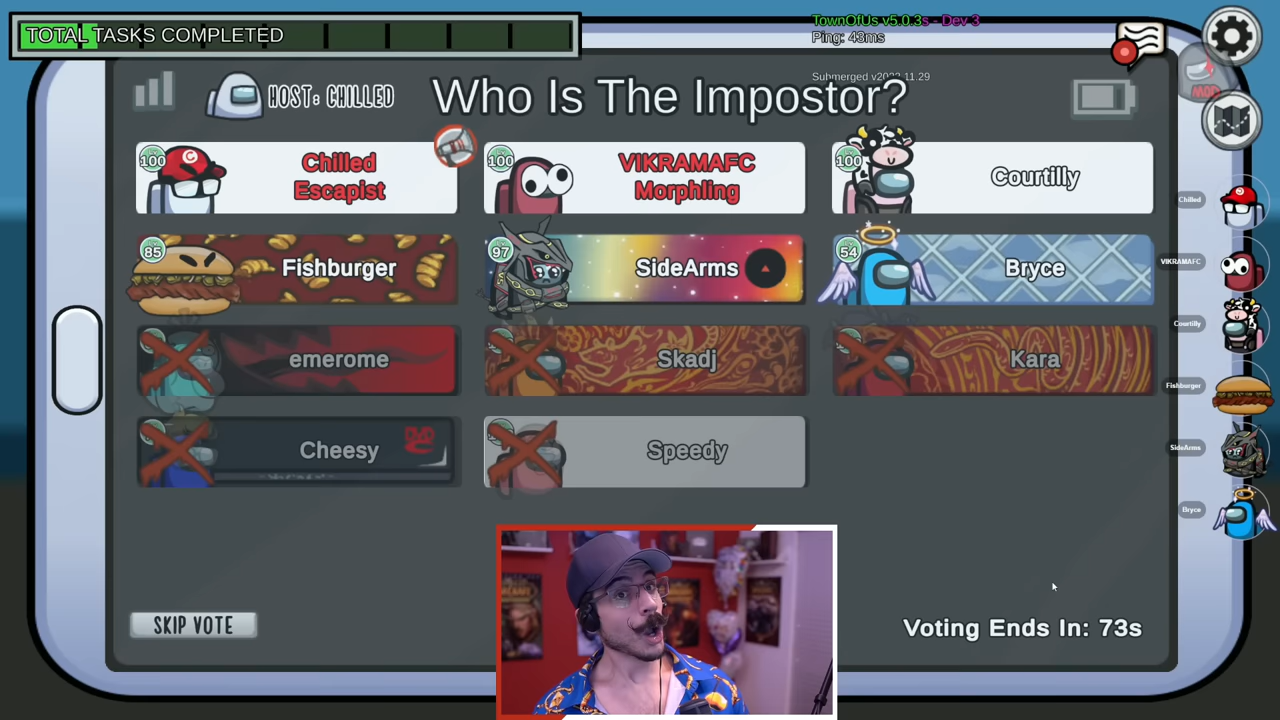 TOTAL TASKS COMPLETED
TownOfUs v5.0.3s - Dev 3
Ping: 43ms
Submerged v2022.11.29
HOST: CHILLED
Who Is The Impostor?
MOD
100
Chilled
Escapist
100
VIKRAMAFC
Morphling
100
Courtilly
85
Fishburger
97
SideArms
54
Bryce
emerome
Skadj
Kara
Cheesy
DVD
Speedy
Chilled
VIKRAMAFC
Courtilly
Fishburger
SideArms
Bryce
SKIP VOTE
Voting Ends In: 73s